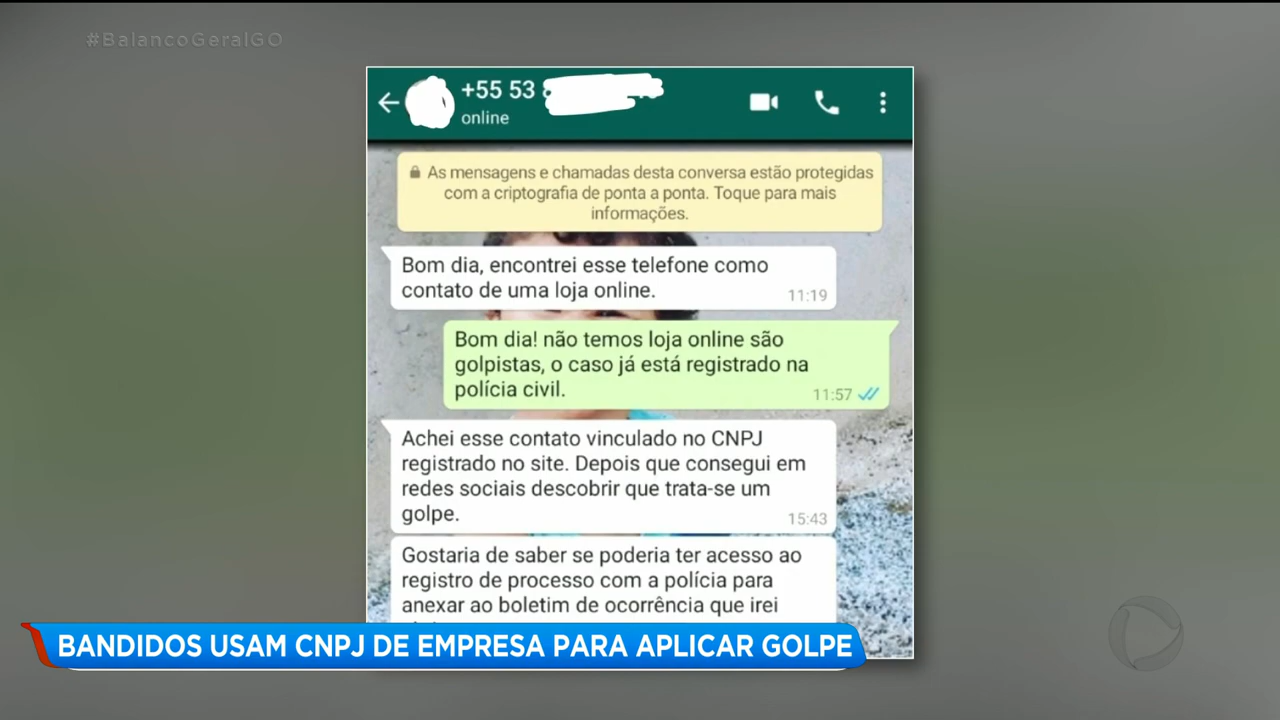 #BalancoGeralGO
+55 53
online
As mensagens e chamadas desta conversa estão protegidas
com a criptografia de ponta a ponta. Toque para mais
informações.
Bom dia, encontrei esse telefone como
contato de uma loja online.
11:19
Bom dia! não temos loja online são
golpistas, o caso já está registrado na
polícia civil.
11:57
Achei esse contato vinculado no CNPJ
registrado no site. Depois que consegui em
redes sociais descobrir que trata-se um
golpe.
15:43
Gostaria de saber se poderia ter acesso ao
registro de processo com a polícia para
anexar ao boletim de ocorrência que irei
BANDIDOS USAM CNPJ DE EMPRESA PARA APLICAR GOLPE